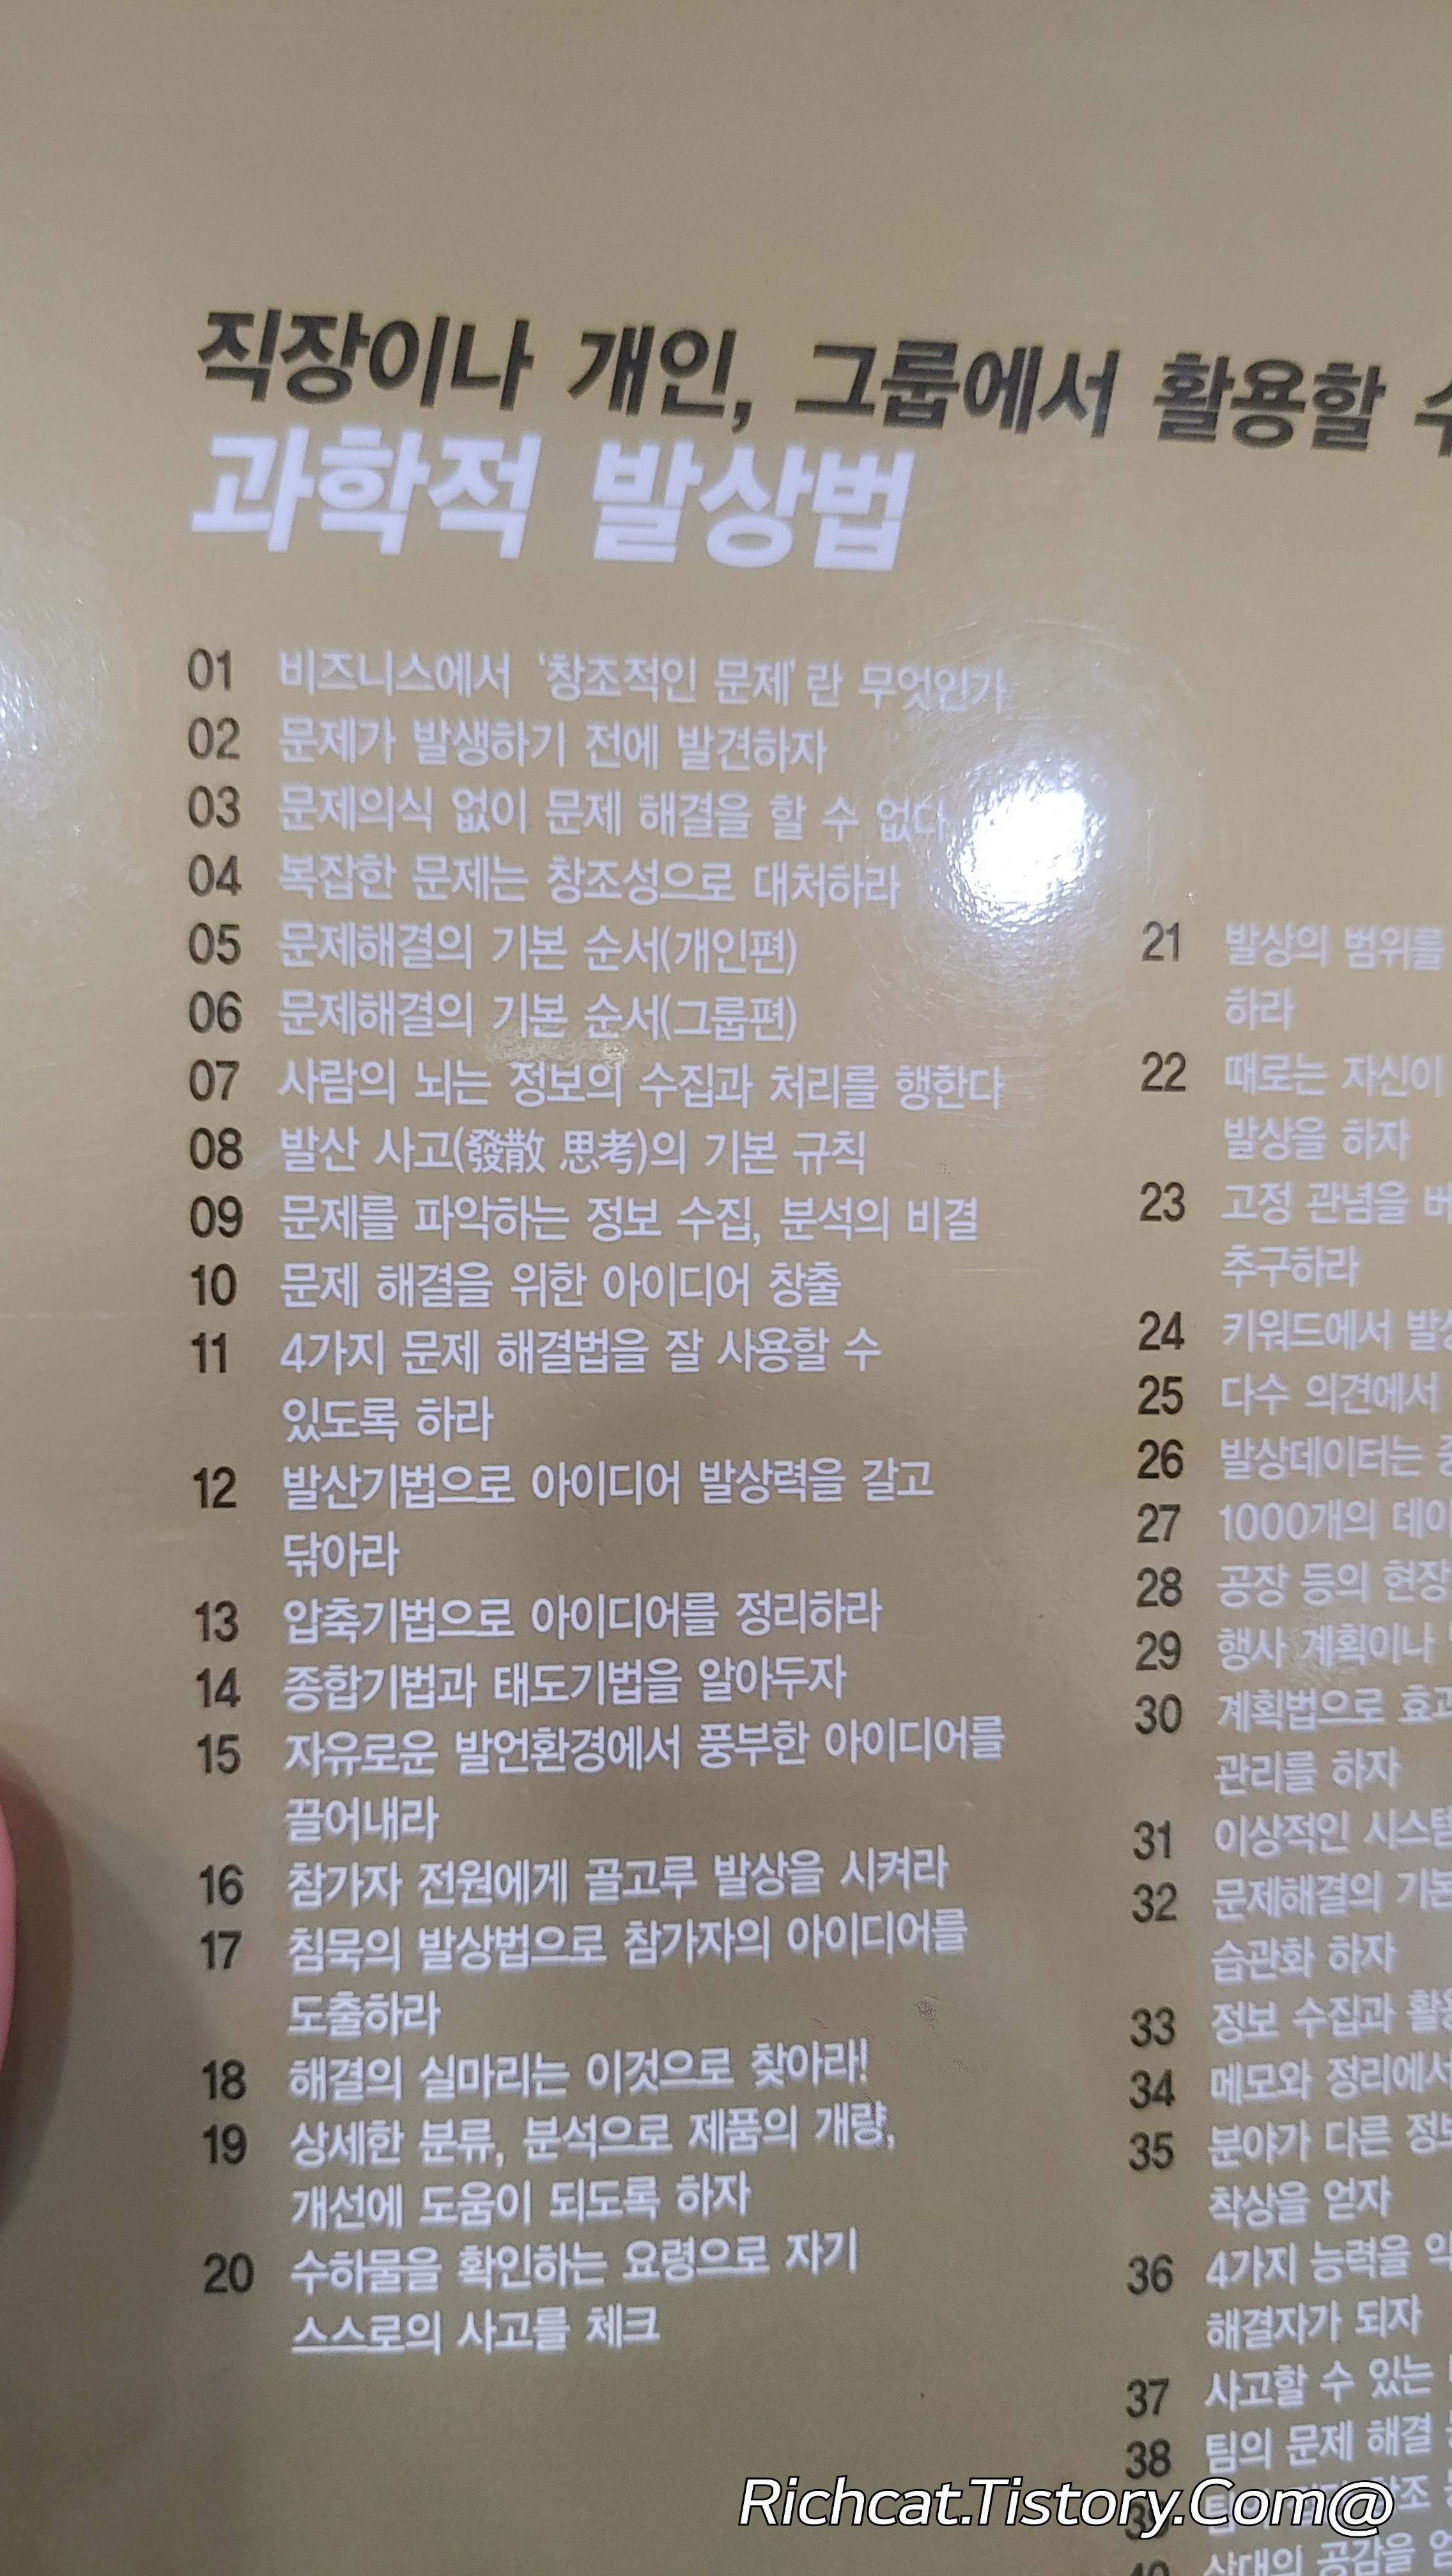 직장이나 개인, 그룹에서 활용할 수
과학적 발상법
01 비즈니스에서 '창조적인 문제'란 무엇인가
02 문제가 발생하기 전에 발견하자
03 문제의식 없이 문제 해결을 할 수 없다
04 복잡한 문제는 창조성으로 대처하라
05 문제해결의 기본 순서(개인편)
06 문제해결의 기본 순서(그룹편)
07 사람의 뇌는 정보의 수집과 처리를 행한다
08 발산 사고(發散 思考)의 기본 규칙
09 문제를 파악하는 정보 수집, 분석의 비결
10 문제 해결을 위한 아이디어 창출
11 4가지 문제 해결법을 잘 사용할 수
있도록 하라
12 발산기법으로 아이디어 발상력을 갈고
닦아라
13 압축기법으로 아이디어를 정리하라
14 종합기법과 태도기법을 알아두자
15 자유로운 발언환경에서 풍부한 아이디어를
끌어내라
16 참가자 전원에게 골고루 발상을 시켜라
17 침묵의 발상법으로 참가자의 아이디어를
도출하라
18 해결의 실마리는 이것으로 찾아라!
19 상세한 분류, 분석으로 제품의 개량,
개선에 도움이 되도록 하자
20 수하물을 확인하는 요령으로 자기
스스로의 사고를 체크
21 발상의 범위를
하라
22 때로는 자신이
발상을 하자
23 고정 관념을
추구하라
24 키워드에서
25 다수 의견에서
26 발상데이터는
27 1000개의
28 공장 등의 현장
29 행사 계획이나
30 계획법으로
관리를 하자
31 이상적인
32 문제해결의
습관화 하자
33 정보 수집과
34 메모와 정리에서
35 분야가 다른
착상을 얻자
36 4가지 능력을
해결자가 되자
37 사고할 수 있는
38 팀의 문제 해결
39
40 상대의 공감을
Richcat.Tistory.Com@